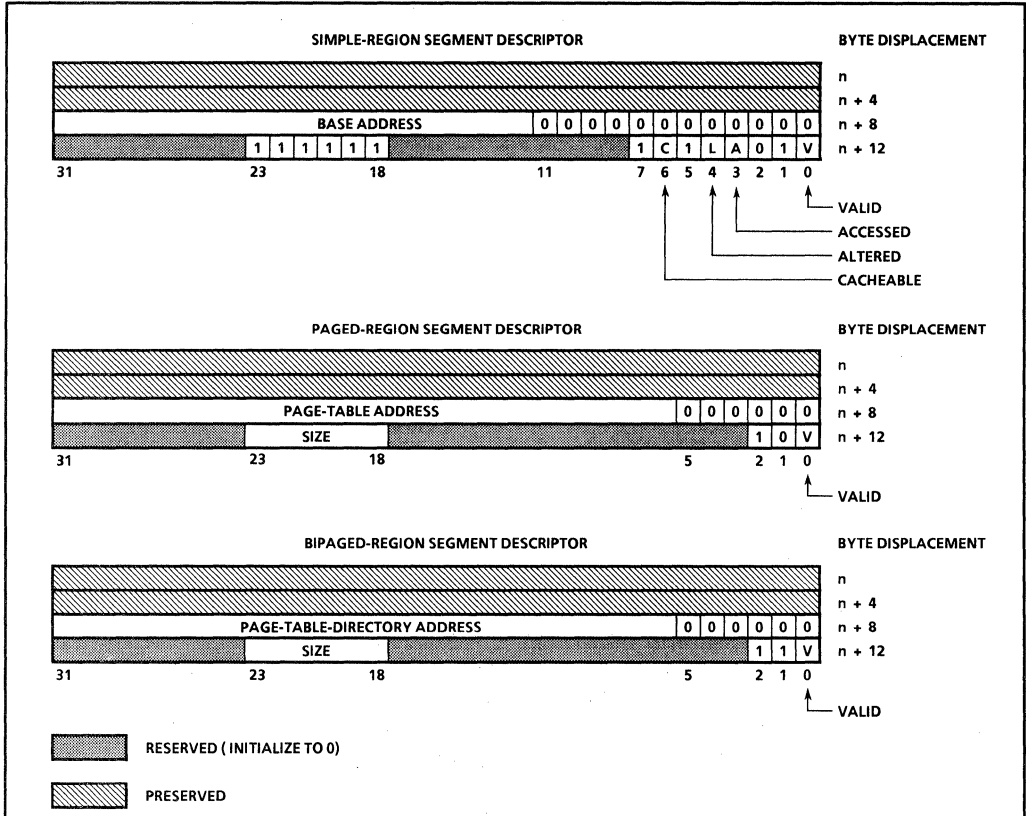 SIMPLE-REGION SEGMENT DESCRIPTOR BYTE DISPLACEMENT
n
n + 4
BASE ADDRESS 0 0 0 0 0 0 0 0 0 0 0 0 n + 8
1 1 1 1 1 1 1 C 1 L A 0 1 V n + 12
31 23 18 11 7 6 5 4 3 2 1 0
VALID
ACCESSED
ALTERED
CACHEABLE
PAGED-REGION SEGMENT DESCRIPTOR BYTE DISPLACEMENT
n
n + 4
PAGE-TABLE ADDRESS 0 0 0 0 0 0 n + 8
SIZE 1 0 V n + 12
31 23 18 5 2 1 0
VALID
BIPAGED-REGION SEGMENT DESCRIPTOR BYTE DISPLACEMENT
n
n + 4
PAGE-TABLE-DIRECTORY ADDRESS 0 0 0 0 0 0 n + 8
SIZE 1 1 V n + 12
31 23 18 5 2 1 0
VALID
RESERVED ( INITIALIZE TO 0)
PRESERVED